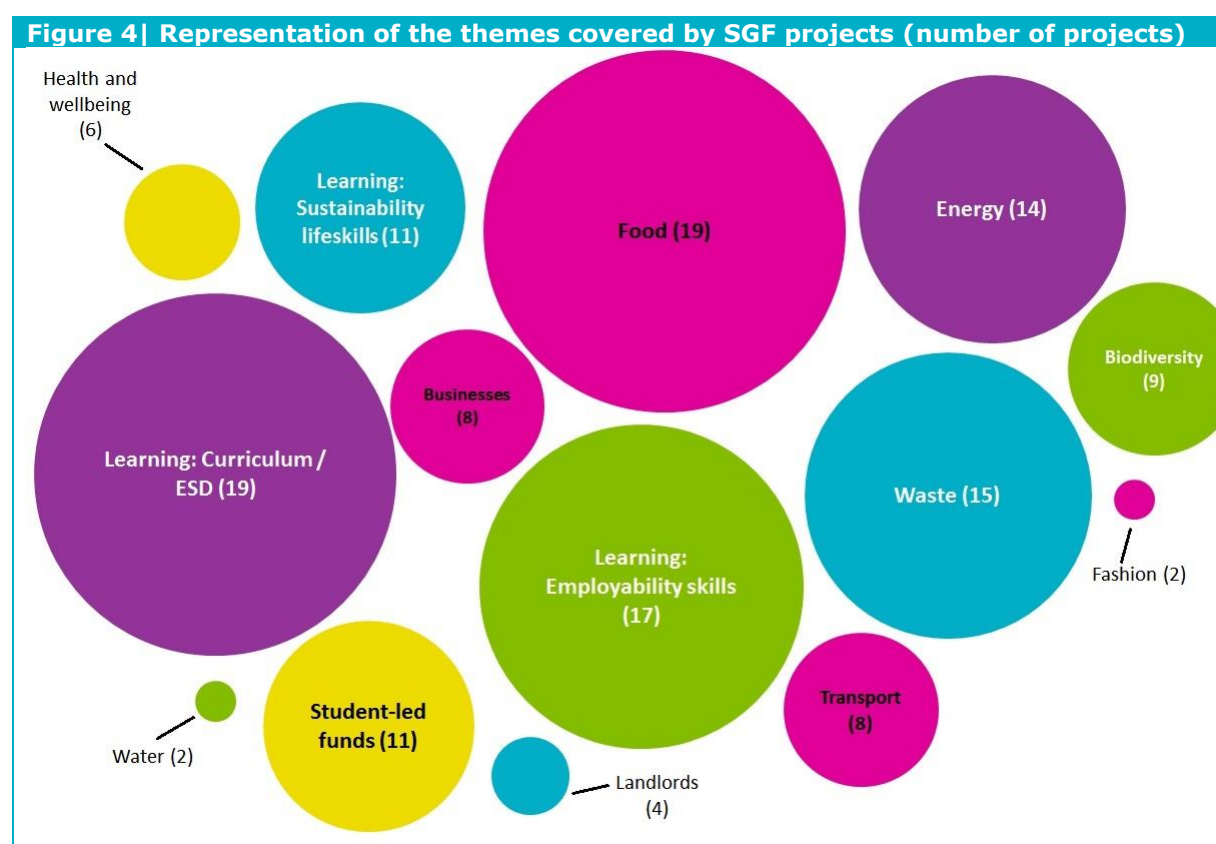 Figure 4| Representation of the themes covered by SGF projects (number of projects)
Health and
wellbeing
(6)
Learning:
Sustainability
lifeskills (11)
Food (19)
Energy (14)
Biodiversity
(9)
Businesses
(8)
Learning: Curriculum /
ESD (19)
Waste (15)
Fashion (2)
Learning:
Employability skills
(17)
Transport
(8)
Student-led
funds (11)
Water (2)
Landlords
(4)